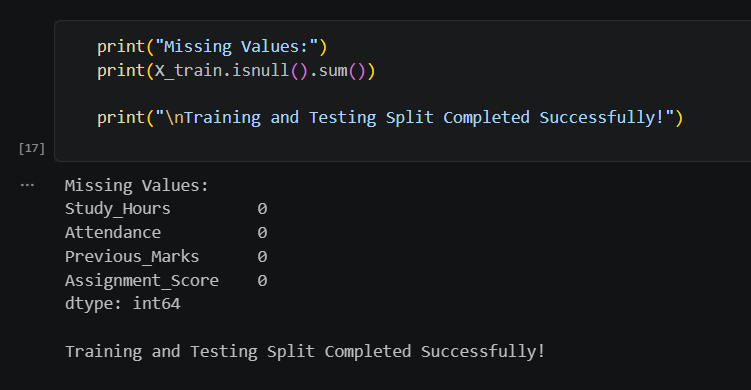 print("Missing Values:")
print(X_train.isnull().sum())
print("\nTraining and Testing Split Completed Successfully!")
[17]
... Missing Values:
Study_Hours 0
Attendance 0
Previous_Marks 0
Assignment_Score 0
dtype: int64
Training and Testing Split Completed Successfully!